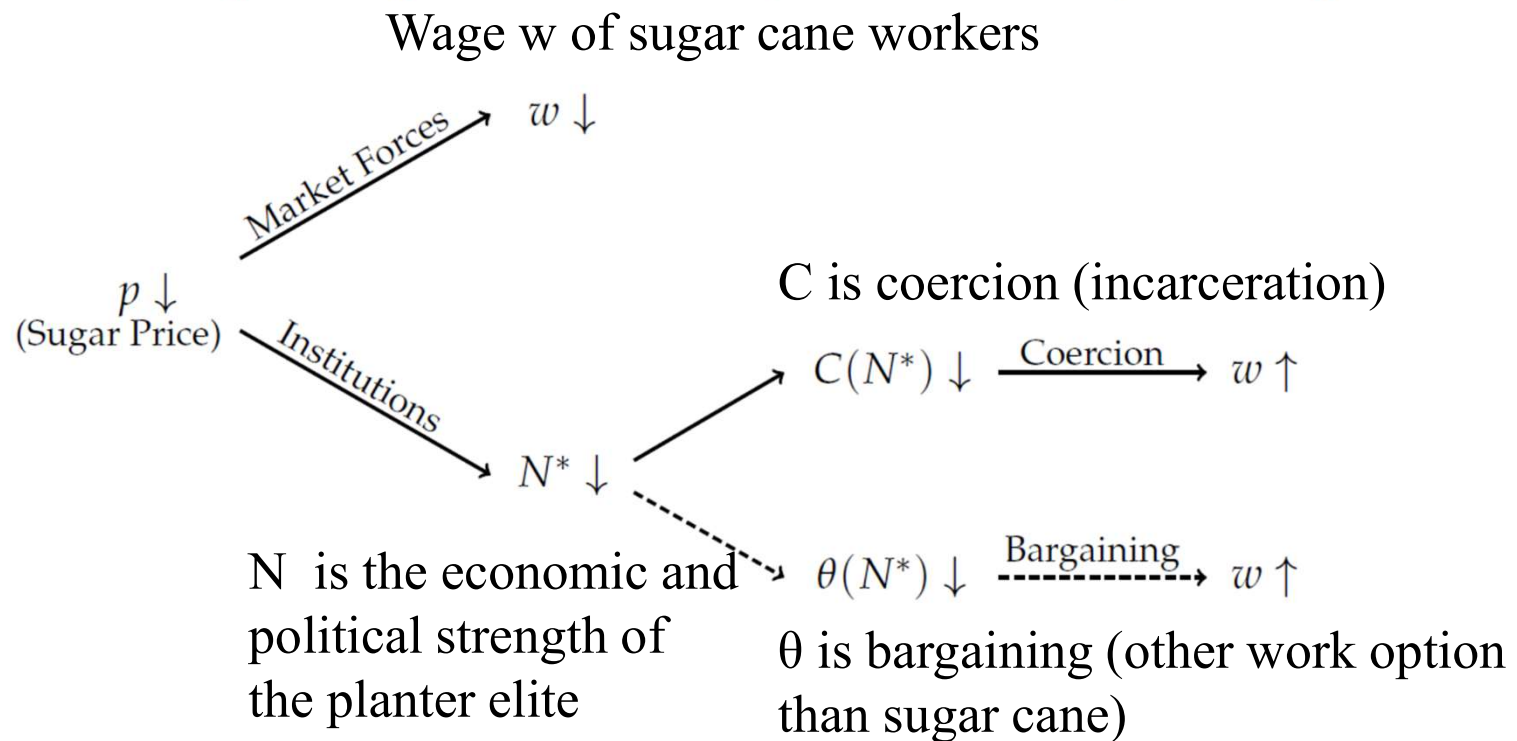 Wage w of sugar cane workers
w ↓
Market Forces
p ↓
(Sugar Price)
Institutions
C is coercion (incarceration)
C(N*) ↓
Coercion
w ↑
N* ↓
N  is the economic and
political strength of
the planter elite
θ(N*) ↓
Bargaining
w ↑
θ is bargaining (other work option
than sugar cane)